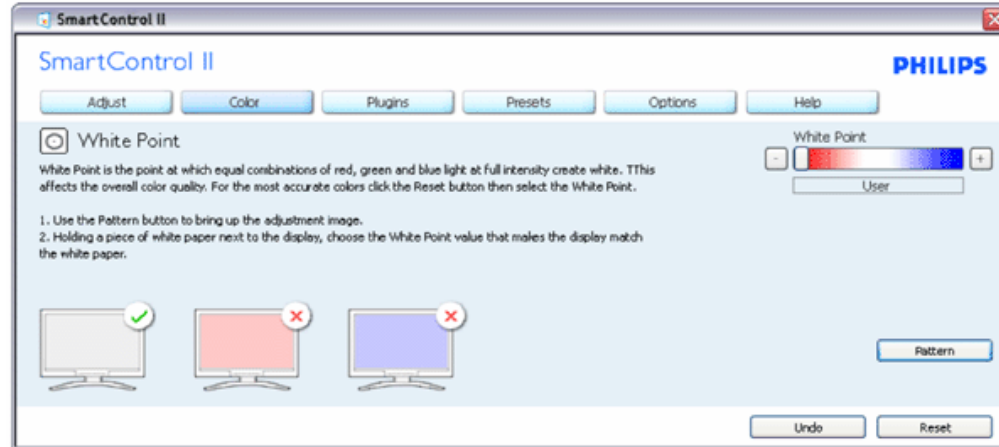 SmartControl II
SmartControl II
PHILIPS
Adjust Color Plugins Presets Options Help
White Point
White Point is the point at which equal combinations of red, green and blue light at full intensity create white. TThis
affects the overall color quality. For the most accurate colors click the Reset button then select the White Point.
1. Use the Pattern button to bring up the adjustment image.
2. Holding a piece of white paper next to the display, choose the White Point value that makes the display match
the white paper.
White Point
- +
User
Pattern
Undo Reset